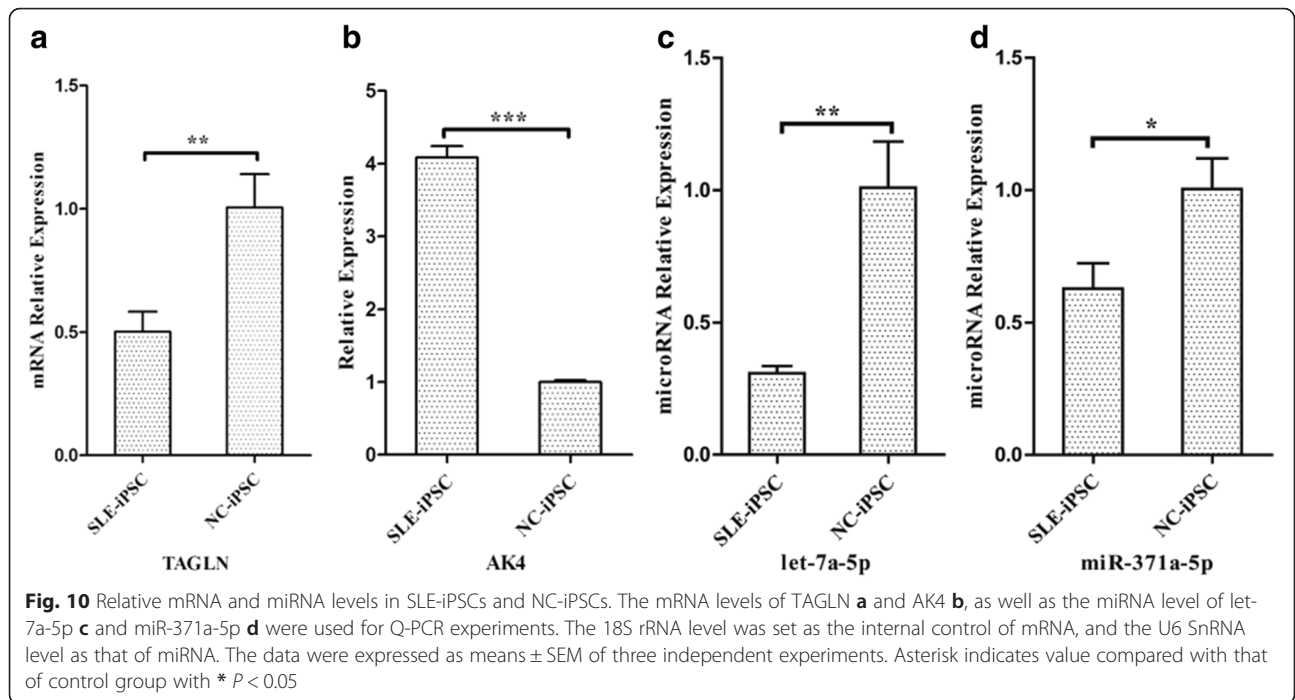 a
1.5
1.0
0.5
0.0
mRNA Relative Expression
**
SLE-iPSC
NC-iPSC
TAGLN
b
5
4
3
2
1
0
Relative Expression
***
SLE-iPSC
NC-iPSC
AK4
c
1.5
1.0
0.5
0.0
microRNA Relative Expression
**
SLE-iPSC
NC-iPSC
let-7a-5p
d
1.5
1.0
0.5
0.0
microRNA Relative Expression
*
SLE-iPSC
NC-iPSC
miR-371a-5p
Fig. 10 Relative mRNA and miRNA levels in SLE-iPSCs and NC-iPSCs. The mRNA levels of TAGLN a and AK4 b, as well as the miRNA level of let-
7a-5p c and miR-371a-5p d were used for Q-PCR experiments. The 18S rRNA level was set as the internal control of mRNA, and the U6 SnRNA
level as that of miRNA. The data were expressed as means ± SEM of three independent experiments. Asterisk indicates value compared with that
of control group with * P < 0.05